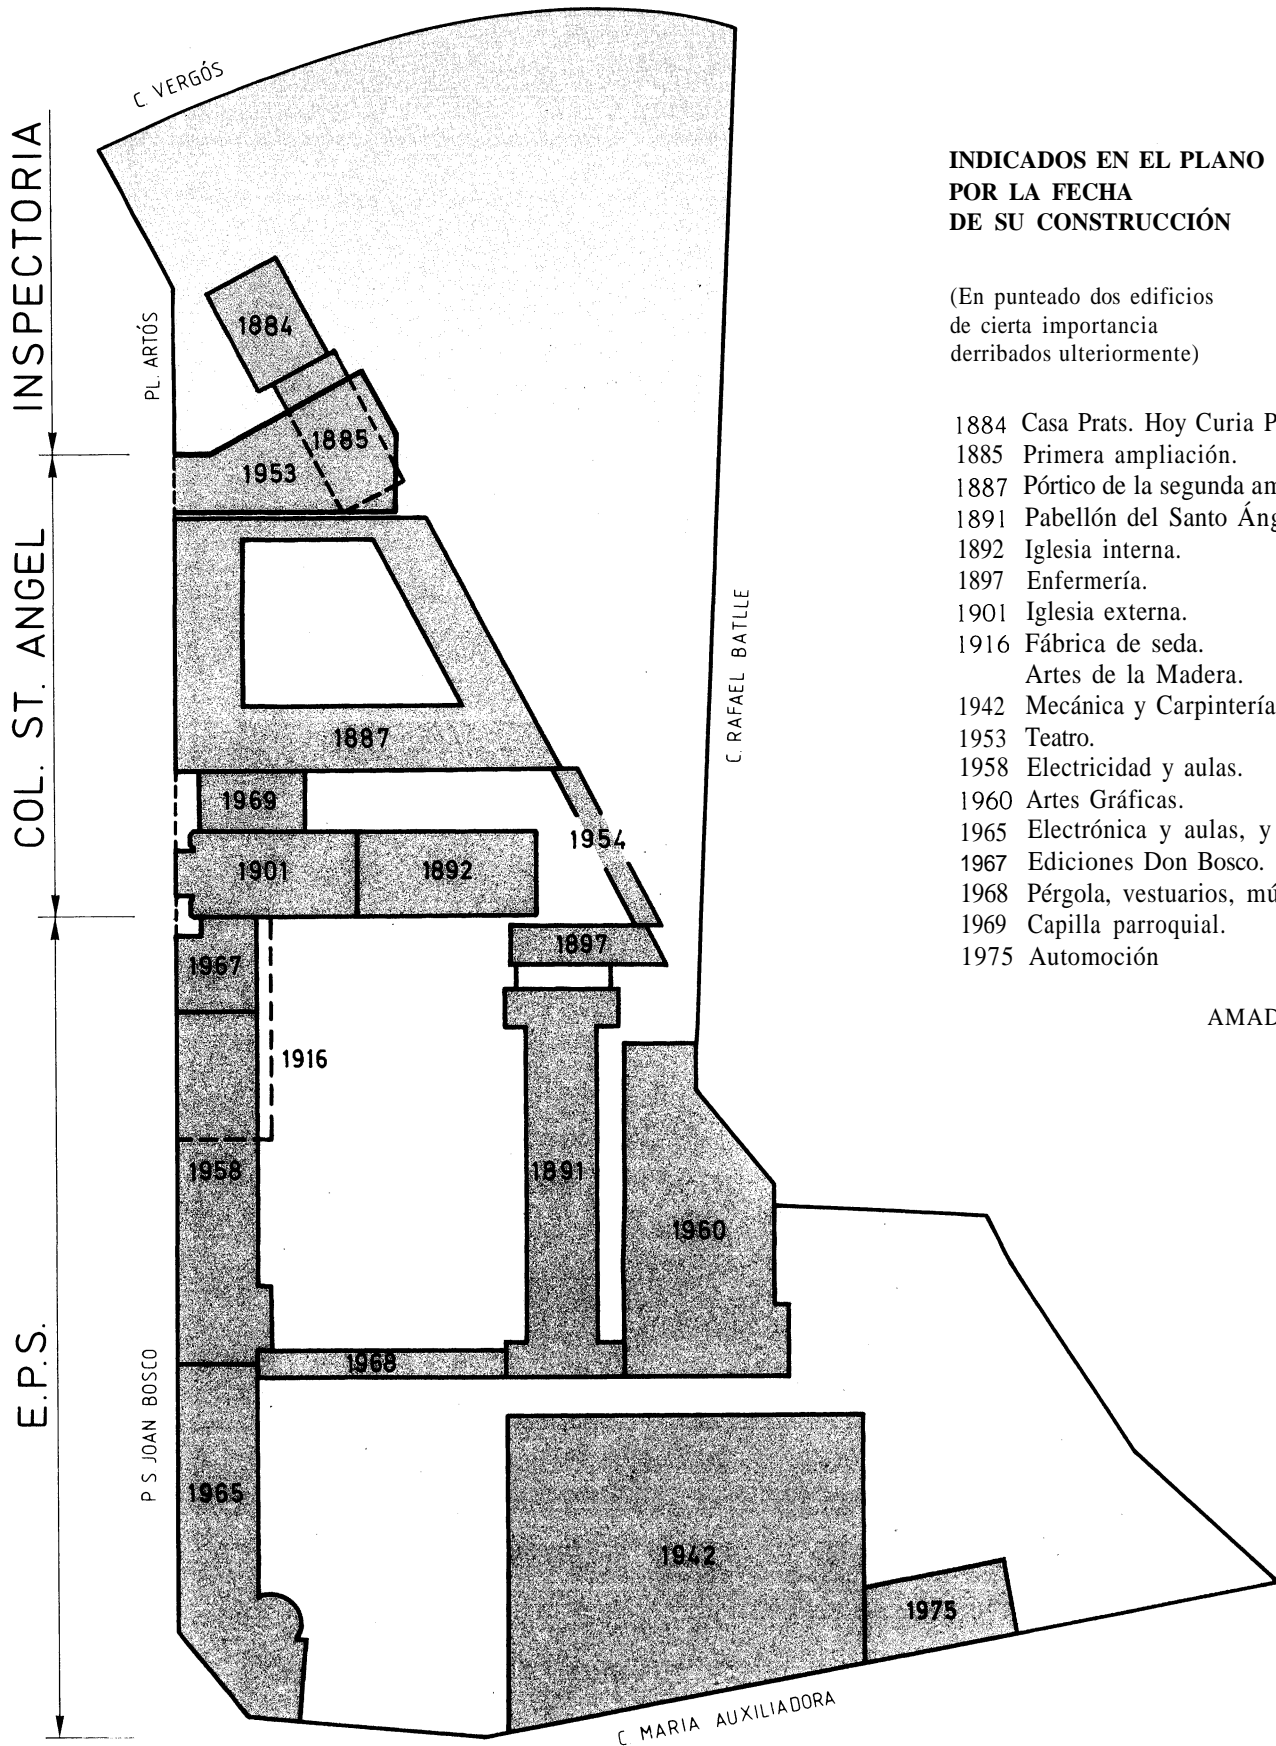 C. VERGÓS
INSPECTORIA
PL. ARTÓS
COL. ST. ANGEL
C. RAFAEL BATLLE
E.P.S.
P S JOAN BOSCO
C. MARIA AUXILIADORA
1884
1885
1953
1887
1969
1954
1901
1892
1897
1967
1916
1958
1891
1960
1968
1965
1942
1975
INDICADOS EN EL PLANO
POR LA FECHA
DE SU CONSTRUCCIÓN
(En punteado dos edificios
de cierta importancia
derribados ulteriormente)
1884 Casa Prats. Hoy Curia P
1885 Primera ampliación.
1887 Pórtico de la segunda am
1891 Pabellón del Santo Áng
1892 Iglesia interna.
1897 Enfermería.
1901 Iglesia externa.
1916 Fábrica de seda.
Artes de la Madera.
1942 Mecánica y Carpintería
1953 Teatro.
1958 Electricidad y aulas.
1960 Artes Gráficas.
1965 Electrónica y aulas, y
1967 Ediciones Don Bosco.
1968 Pérgola, vestuarios, mú
1969 Capilla parroquial.
1975 Automoción
AMAD